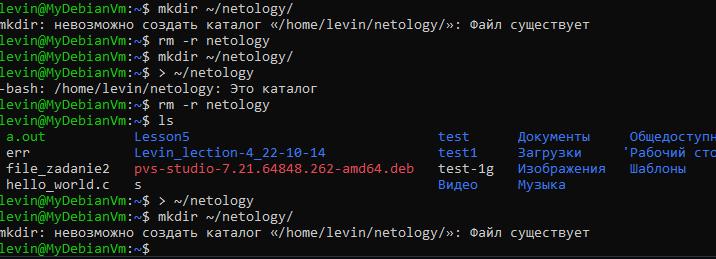 levin@MyDebianVm:~$ mkdir ~/netology/
mkdir: невозможно создать каталог «/home/levin/netology/»: Файл существует
levin@MyDebianVm:~$ rm -r netology
levin@MyDebianVm:~$ mkdir ~/netology/
levin@MyDebianVm:~$ > ~/netology
-bash: /home/levin/netology: Это каталог
levin@MyDebianVm:~$ rm -r netology
levin@MyDebianVm:~$ ls
a.out Lesson5 test Документы Общедоступн
err Levin_lection-4_22-10-14 test1 Загрузки 'Рабочий сто
file_zadanie2 pvs-studio-7.21.64848.262-amd64.deb test-1g Изображения Шаблоны
hello_world.c s Видео Музыка
levin@MyDebianVm:~$ > ~/netology
levin@MyDebianVm:~$ mkdir ~/netology/
mkdir: невозможно создать каталог «/home/levin/netology/»: Файл существует
levin@MyDebianVm:~$